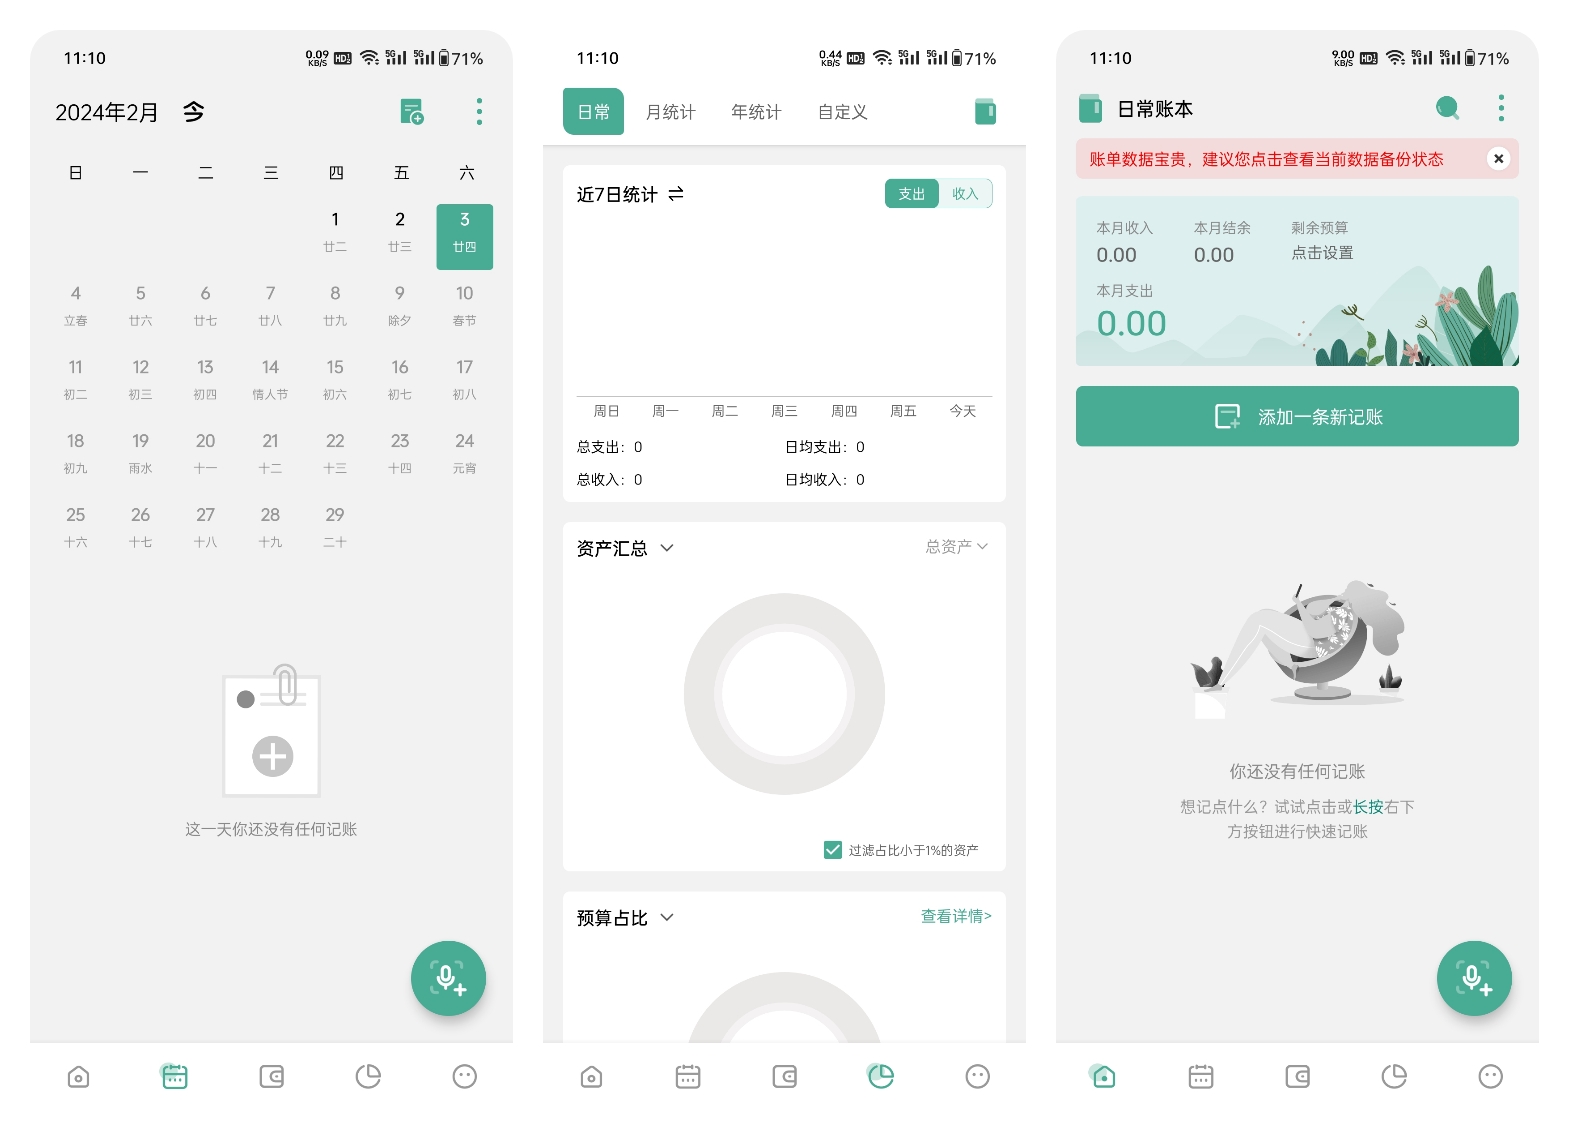 11:10
0.09
KB/S
HD
5G
5G
71%
2024年2月 今
日 一 二 三 四 五 六
1 2 3
廿二 廿三 廿四
4 5 6 7 8 9 10
立春 廿六 廿七 廿八 廿九 除夕 春节
11 12 13 14 15 16 17
初二 初三 初四 情人节 初六 初七 初八
18 19 20 21 22 23 24
初九 雨水 十一 十二 十三 十四 元宵
25 26 27 28 29
十六 十七 十八 十九 二十
这一天你还没有任何记账
11:10
0.44
KB/S
HD
5G
5G
71%
日常 月统计 年统计 自定义
近7日统计 支出 收入
周日 周一 周二 周三 周四 周五 今天
总支出：0 日均支出：0
总收入：0 日均收入：0
资产汇总 总资产
过滤占比小于1%的资产
预算占比 查看详情>
11:10
9.00
KB/S
HD
5G
5G
71%
日常账本
账单数据宝贵，建议您点击查看当前数据备份状态
本月收入 本月结余 剩余预算
0.00 0.00 点击设置
本月支出
0.00
添加一条新记账
你还没有任何记账
想记点什么？试试点击或长按右下
方按钮进行快速记账